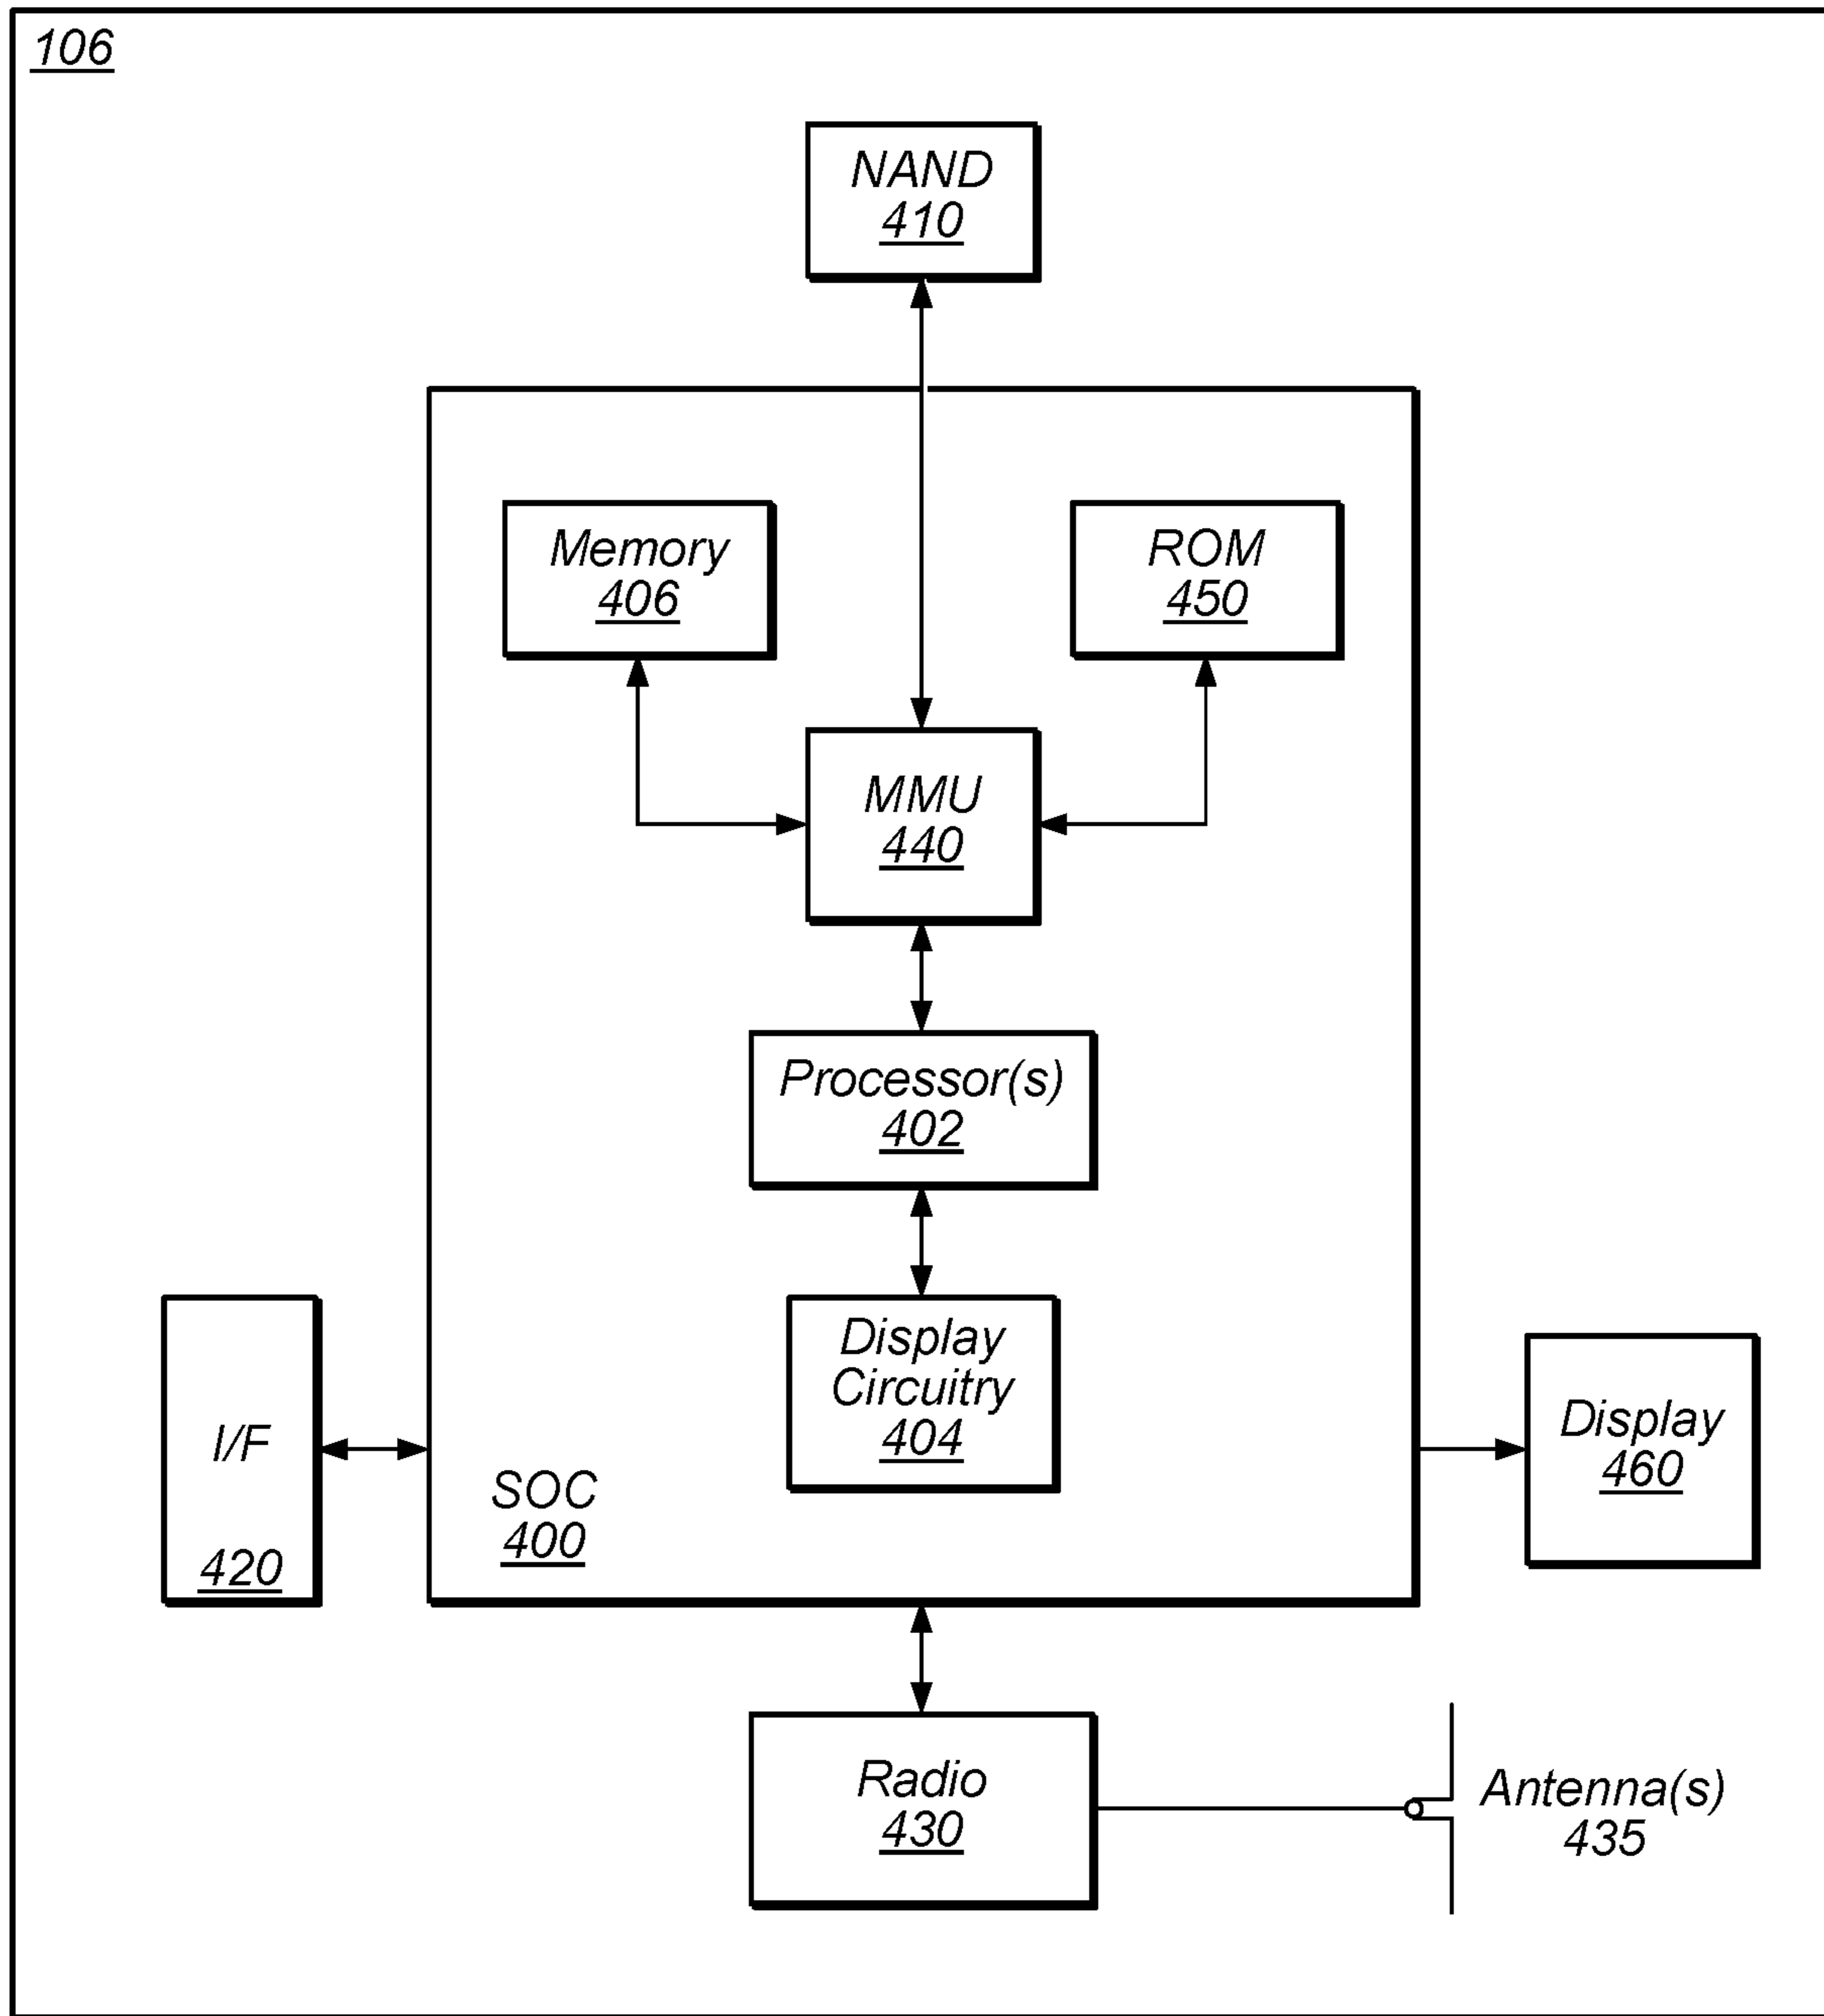 106
NAND
410
Memory
406
ROM
450
MMU
440
Processor(s)
402
Display
Circuitry
404
I/F
420
SOC
400
Display
460
Radio
430
Antenna(s)
435